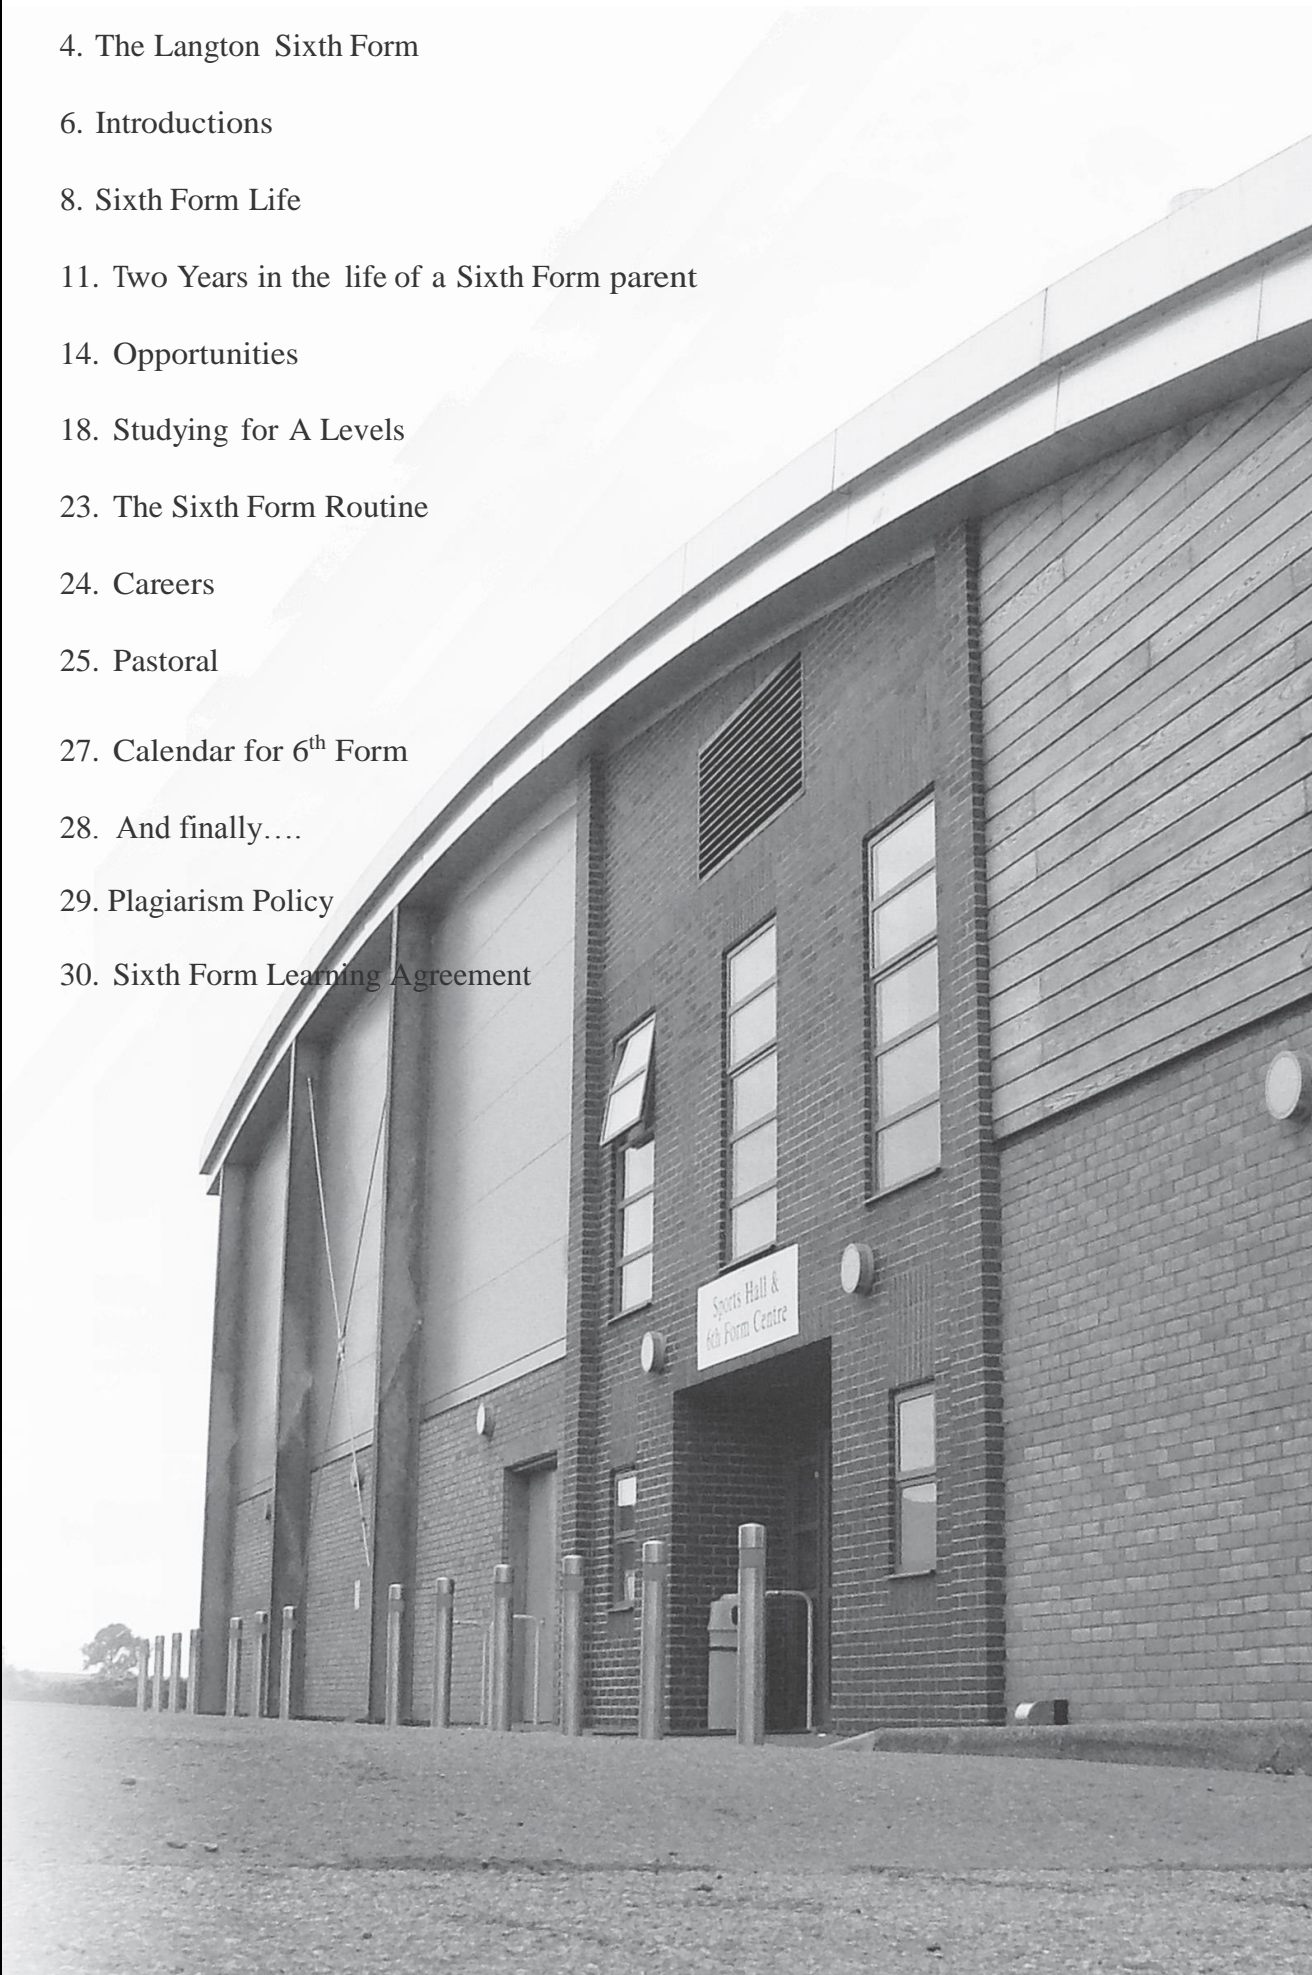 4. The Langton Sixth Form
6. Introductions
8. Sixth Form Life
11. Two Years in the life of a Sixth Form parent
14. Opportunities
18. Studying for A Levels
23. The Sixth Form Routine
24. Careers
25. Pastoral
27. Calendar for 6th Form
28. And finally….
29. Plagiarism Policy
30. Sixth Form Learning Agreement
Sports Hall &
6th Form Centre